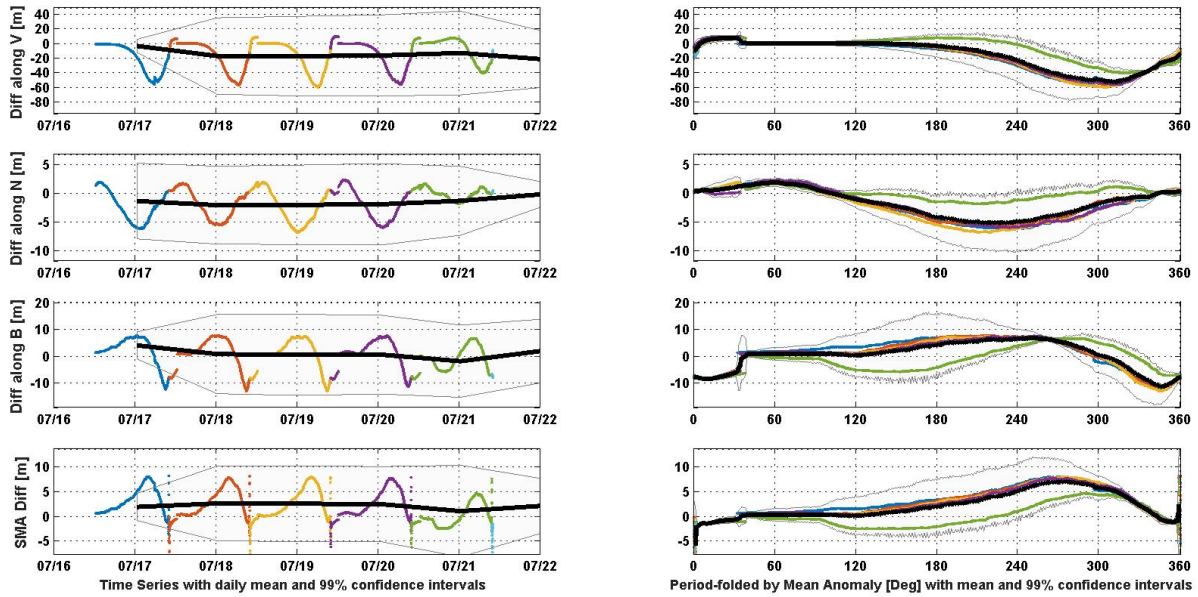 Diff along V [m]
40
20
0
-20
-40
-60
-80
07/16 07/17 07/18 07/19 07/20 07/21 07/22
40
20
0
-20
-40
-60
-80
0 60 120 180 240 300 360
Diff along N [m]
5
0
-5
-10
07/16 07/17 07/18 07/19 07/20 07/21 07/22
5
0
-5
-10
0 60 120 180 240 300 360
Diff along B [m]
20
10
0
-10
07/16 07/17 07/18 07/19 07/20 07/21 07/22
20
10
0
-10
0 60 120 180 240 300 360
SMA Diff [m]
10
5
0
-5
07/16 07/17 07/18 07/19 07/20 07/21 07/22
Time Series with daily mean and 99% confidence intervals
10
5
0
-5
0 60 120 180 240 300 360
Period-folded by Mean Anomaly [Deg] with mean and 99% confidence intervals